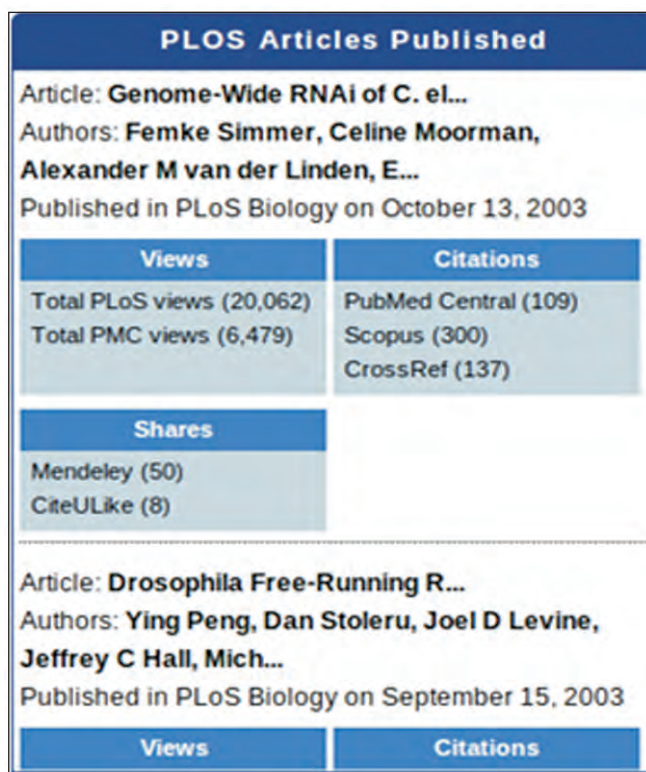 PLOS Articles Published
Article: Genome-Wide RNAi of C. el...
Authors: Femke Simmer, Celine Moorman,
Alexander M van der Linden, E...
Published in PLoS Biology on October 13, 2003
Views
Total PLoS views (20,062)
Total PMC views (6,479)
Citations
PubMed Central (109)
Scopus (300)
CrossRef (137)
Shares
Mendeley (50)
CiteULike (8)
Article: Drosophila Free-Running R...
Authors: Ying Peng, Dan Stoleru, Joel D Levine,
Jeffrey C Hall, Mich...
Published in PLoS Biology on September 15, 2003
Views
Citations